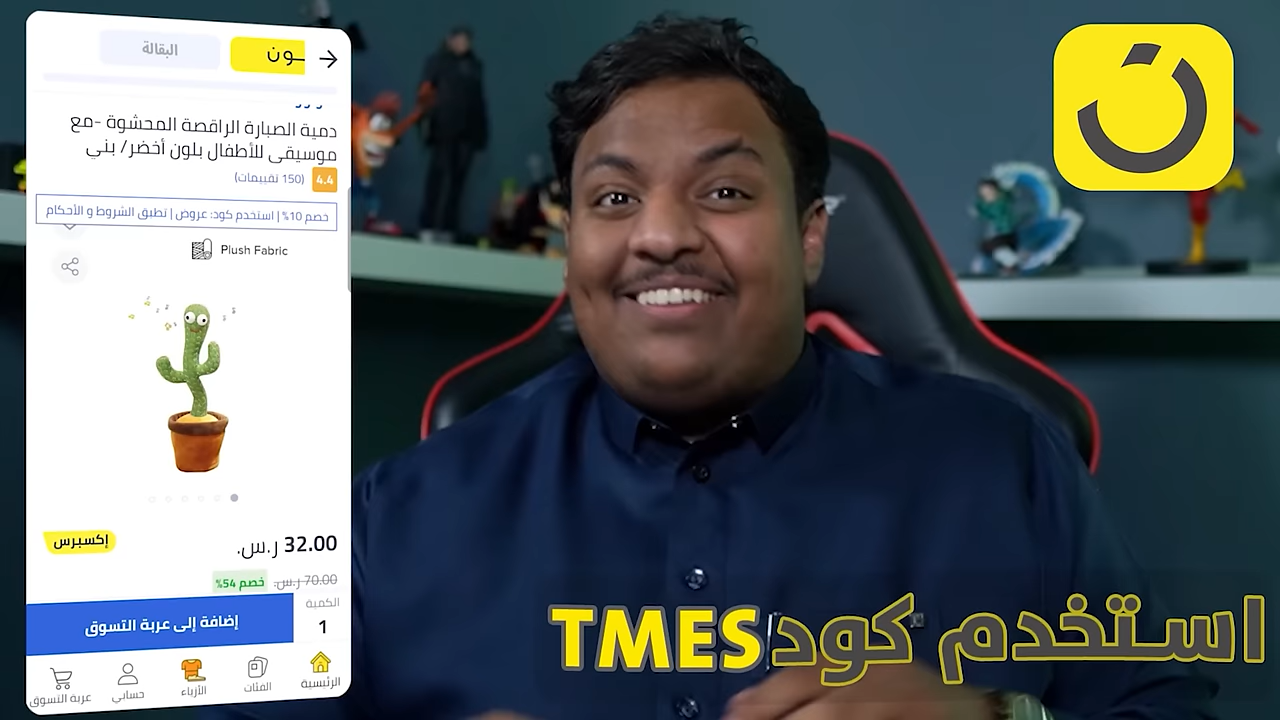 البقالة
نون
دمية الصبارة الراقصة المحشوة -مع
موسيقى للأطفال بلون أخضر/ بني
4.4 (150 تقييمات)
خصم 10% | استخدم كود: عروض | تطبق الشروط و الأحكام
Plush Fabric
32.00 ر.س.
إكسبرس
70.00 ر.س. خصم 54%
الكمية
1
إضافة إلى عربة التسوق
الرئيسية
الفئات
الأزياء
حسابي
عربة التسوق
ن
استخدم كود TMES